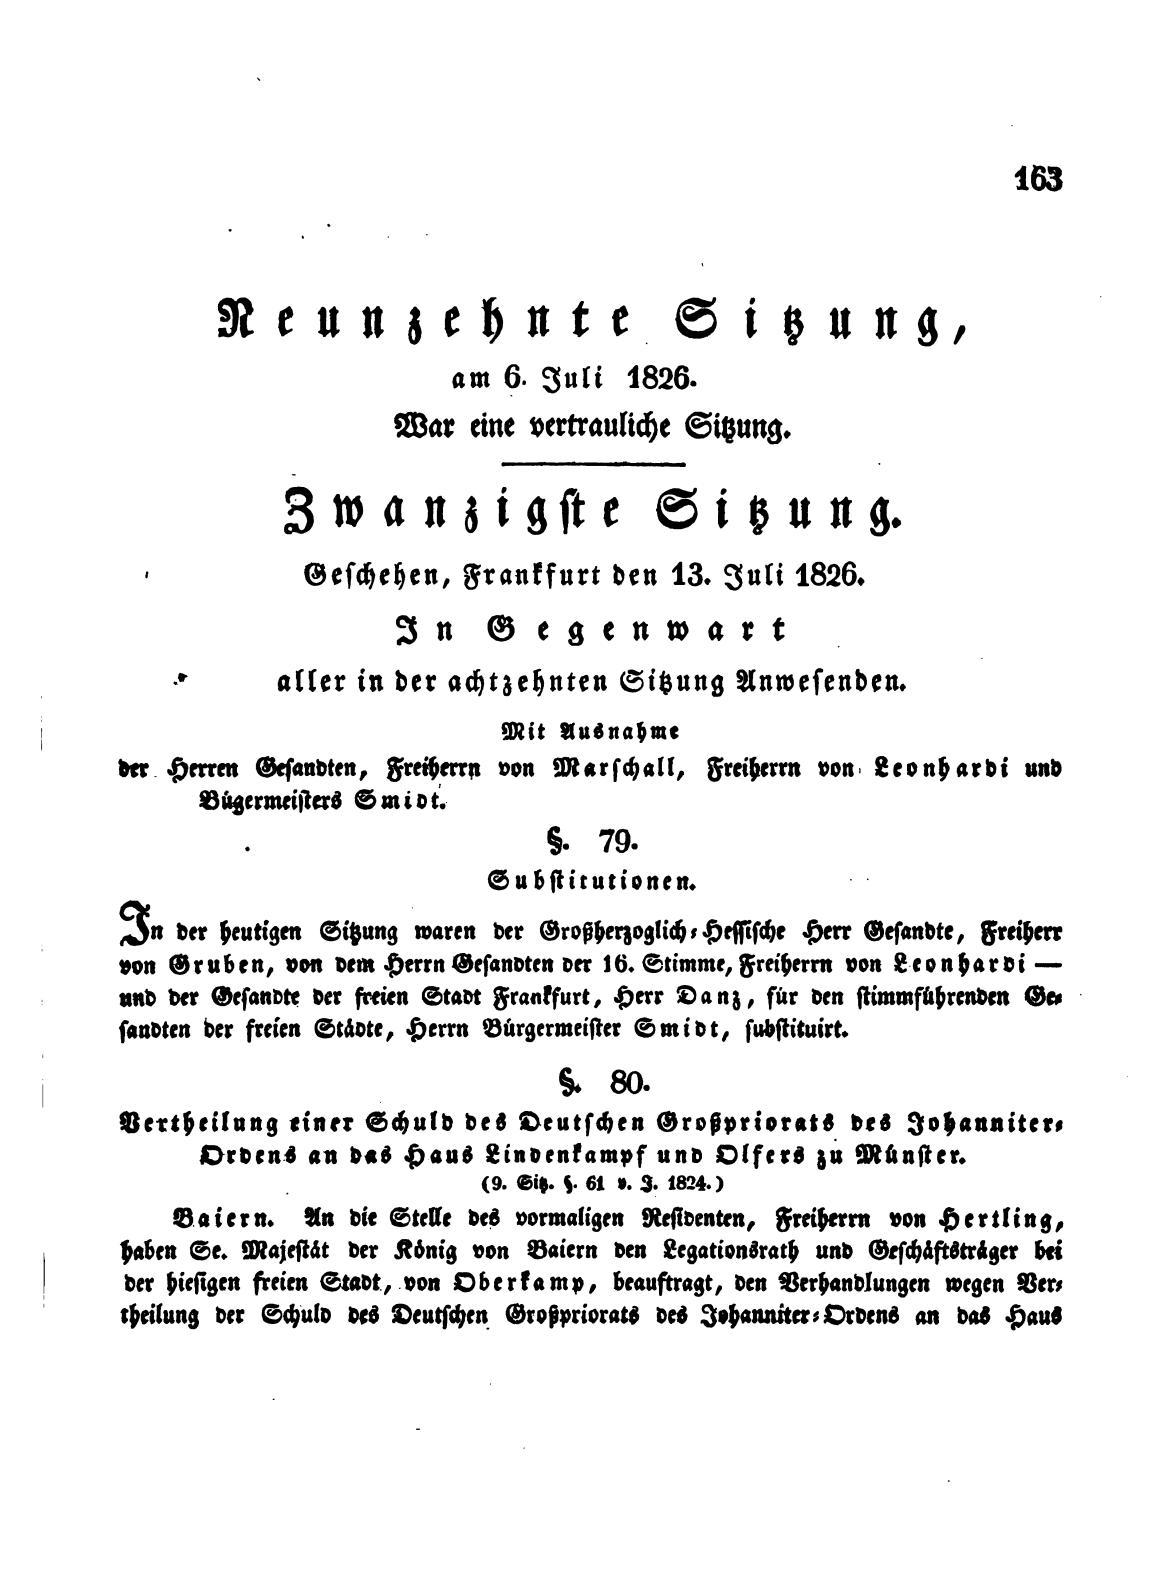 163
Neunzehnte Sitzung,
am 6. Juli 1826.
War eine vertrauliche Sitzung.
Zwanzigſte Sitzung.
Geſchehen, Frankfurt den 13. Juli 1826.
In Gegenwart
aller in der achtzehnten Sitzung Anweſenden.
Mit Ausnahme
der Herren Geſandten, Freiherrn von Marſchall, Freiherrn von Leonhardi und
Bügermeiſters Smidt.
§. 79.
Subſtitutionen.
In der heutigen Sitzung waren der Großherzoglich-Heſſiſche Herr Geſandte, Freiherr
von Gruben, von dem Herrn Geſandten der 16. Stimme, Freiherrn von Leonhardi —
und der Geſandte der freien Stadt Frankfurt, Herr Danz, für den ſtimmführenden Ge-
ſandten der freien Städte, Herrn Bürgermeiſter Smidt, ſubſtituirt.
§. 80.
Vertheilung einer Schuld des Deutſchen Großpriorats des Johanniter-
Ordens an das Haus Lindenkampf und Olfers zu Münſter.
(9. Sitz. §. 61 v. J. 1824.)
Baiern. An die Stelle des vormaligen Reſidenten, Freiherrn von Hertling,
haben Se. Majeſtät der König von Baiern den Legationsrath und Geſchäftsträger bei
der hieſigen freien Stadt, von Oberkamp, beauftragt, den Verhandlungen wegen Ver-
theilung der Schuld des Deutſchen Großpriorats des Johanniter-Ordens an das Haus